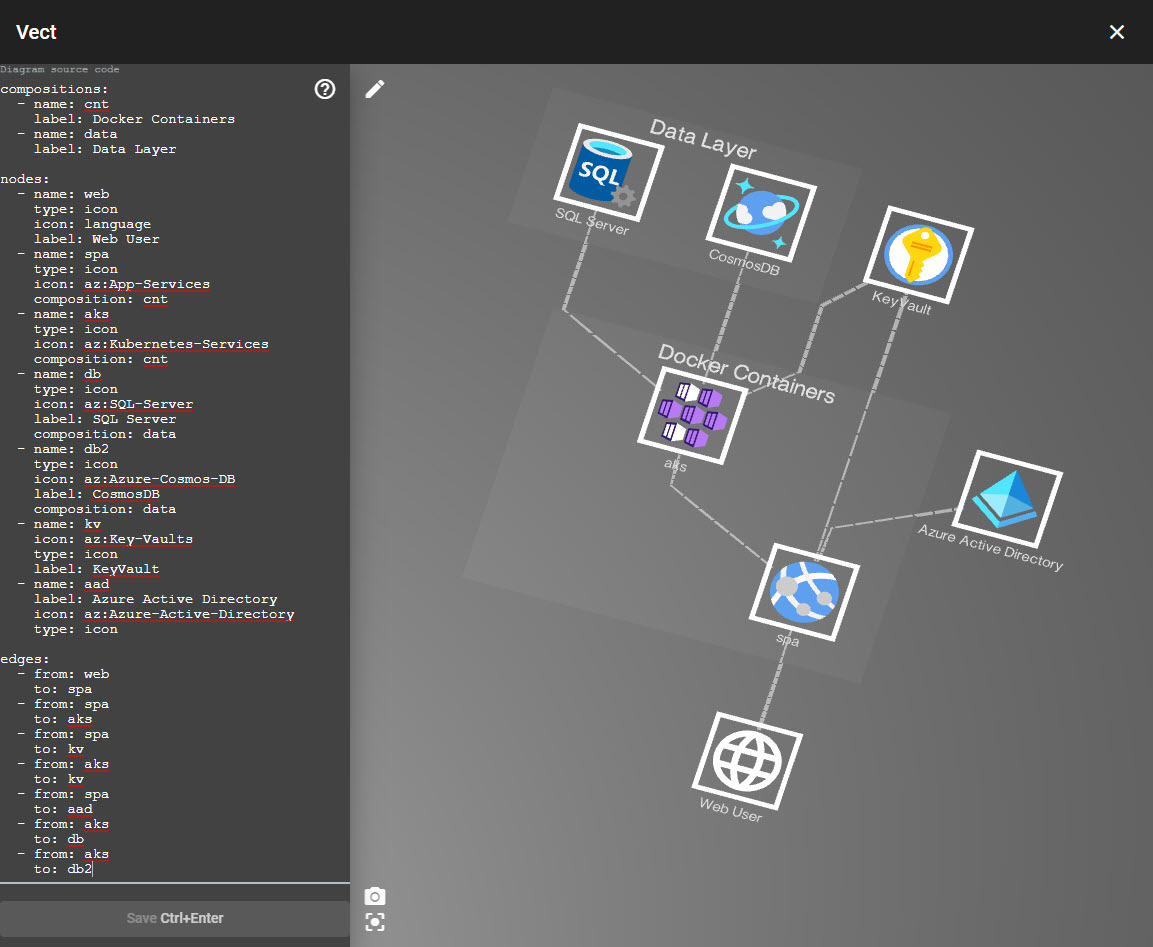 Vect
Diagram source code
compositions:
  - name: cnt
    label: Docker Containers
  - name: data
    label: Data Layer
nodes:
  - name: web
    type: icon
    icon: language
    label: Web User
  - name: spa
    type: icon
    icon: az:App-Services
    composition: cnt
  - name: aks
    type: icon
    icon: az:Kubernetes-Services
    composition: cnt
  - name: db
    type: icon
    icon: az:SQL-Server
    label: SQL Server
    composition: data
  - name: db2
    type: icon
    icon: az:Azure-Cosmos-DB
    label: CosmosDB
    composition: data
  - name: kv
    icon: az:Key-Vaults
    type: icon
    label: KeyVault
  - name: aad
    label: Azure Active Directory
    icon: az:Azure-Active-Directory
    type: icon
edges:
  - from: web
    to: spa
  - from: spa
    to: aks
  - from: spa
    to: kv
  - from: aks
    to: kv
  - from: spa
    to: aad
  - from: aks
    to: db
  - from: aks
    to: db2
Save Ctrl+Enter
Data Layer
SQL
SQL Server
CosmosDB
KeyVault
Docker Containers
aks
Azure Active Directory
spa
Web User